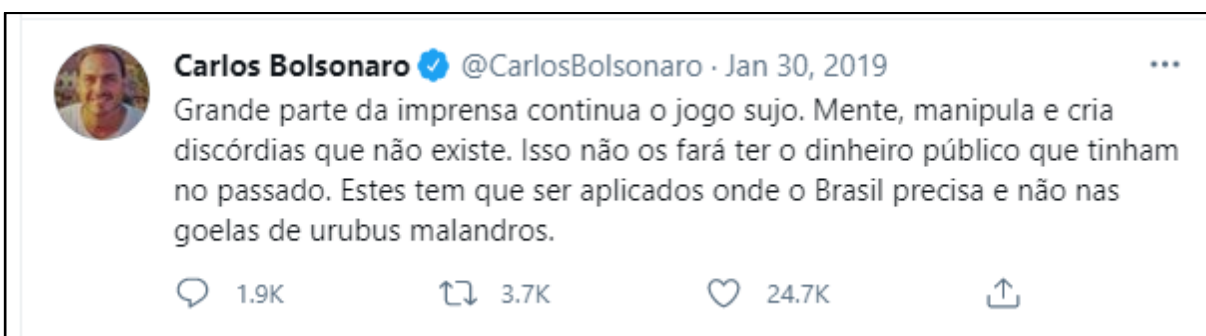 Carlos Bolsonaro @CarlosBolsonaro · Jan 30, 2019
Grande parte da imprensa continua o jogo sujo. Mente, manipula e cria
discórdias que não existe. Isso não os fará ter o dinheiro público que tinham
no passado. Estes tem que ser aplicados onde o Brasil precisa e não nas
goelas de urubus malandros.
1.9K 3.7K 24.7K